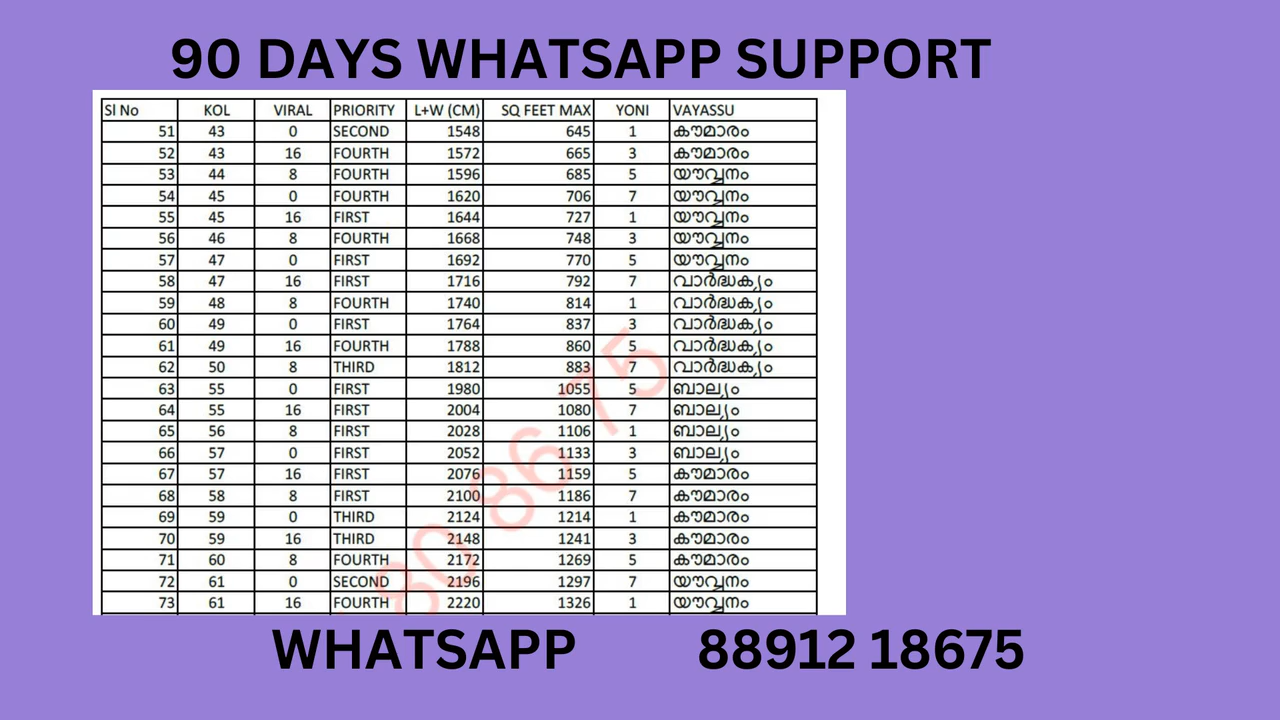 90 DAYS WHATSAPP SUPPORT
Sl No KOL VIRAL PRIORITY L+W (CM) SQ FEET MAX YONI VAYASSU
51 43 0 SECOND 1548 645 1 കൗമാരം
52 43 16 FOURTH 1572 665 3 കൗമാരം
53 44 8 FOURTH 1596 685 5 യൗവ്വനം
54 45 0 FOURTH 1620 706 7 യൗവ്വനം
55 45 16 FIRST 1644 727 1 യൗവ്വനം
56 46 8 FOURTH 1668 748 3 യൗവ്വനം
57 47 0 FIRST 1692 770 5 യൗവ്വനം
58 47 16 FIRST 1716 792 7 വാർദ്ധക്യം
59 48 8 FOURTH 1740 814 1 വാർദ്ധക്യം
60 49 0 FIRST 1764 837 3 വാർദ്ധക്യം
61 49 16 FOURTH 1788 860 5 വാർദ്ധക്യം
62 50 8 THIRD 1812 883 7 വാർദ്ധക്യം
63 55 0 FIRST 1980 1055 5 ബാല്യം
64 55 16 FIRST 2004 1080 7 ബാല്യം
65 56 8 FIRST 2028 1106 1 ബാല്യം
66 57 0 FIRST 2052 1133 3 ബാല്യം
67 57 16 FIRST 2076 1159 5 കൗമാരം
68 58 8 FIRST 2100 1186 7 കൗമാരം
69 59 0 THIRD 2124 1214 1 കൗമാരം
70 59 16 THIRD 2148 1241 3 കൗമാരം
71 60 8 FOURTH 2172 1269 5 കൗമാരം
72 61 0 SECOND 2196 1297 7 യൗവ്വനം
73 61 16 FOURTH 2220 1326 1 യൗവ്വനം
80 86 75
WHATSAPP 88912 18675